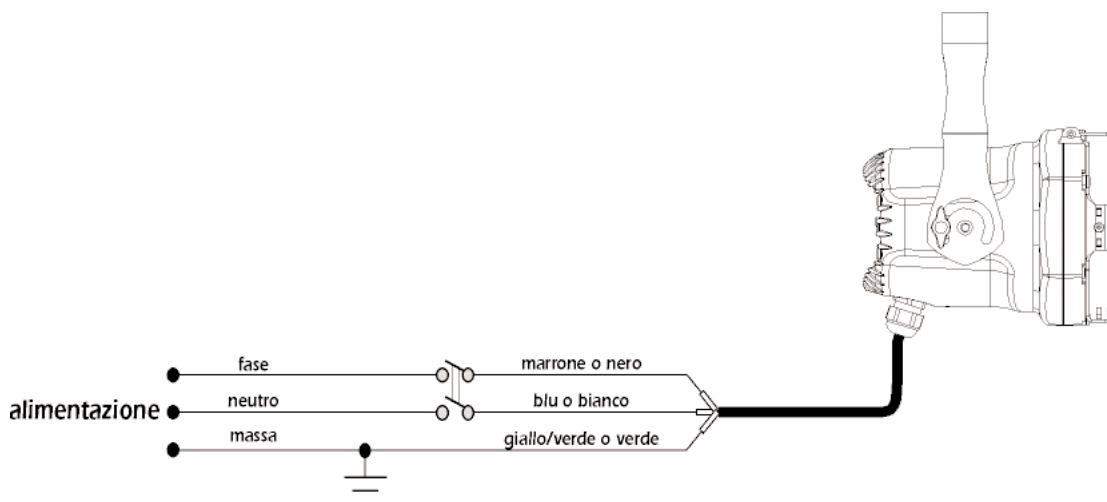 fase
marrone o nero
alimentazione
neutro
blu o bianco
massa
giallo/verde o verde